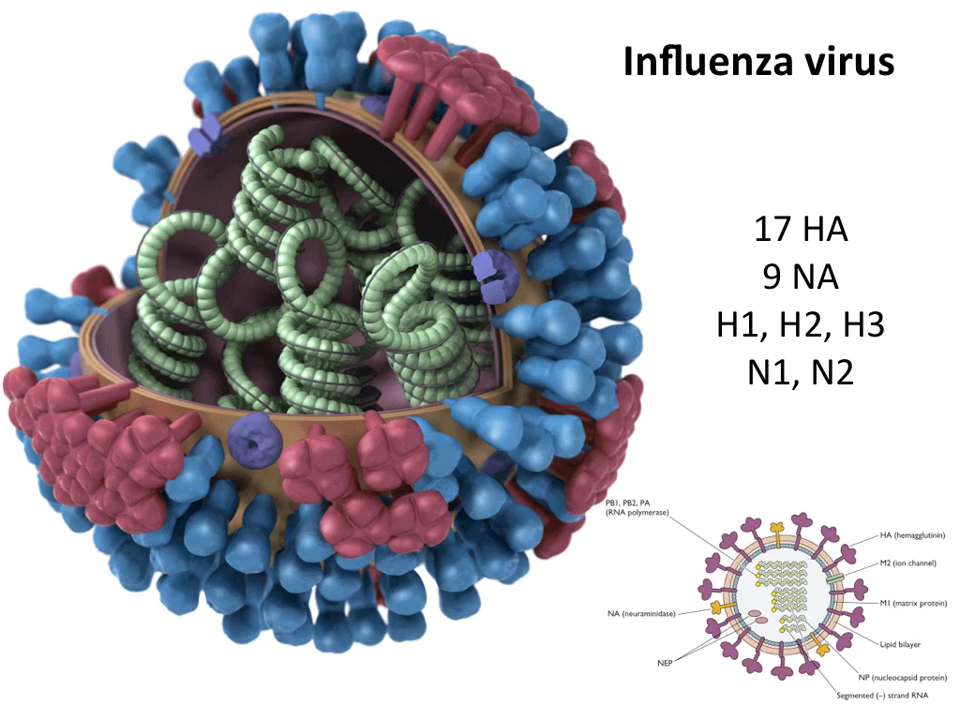 Influenza virus
17 HA
9 NA
H1, H2, H3
N1, N2
PB1, PB2, PA
(RNA polymerase)
HA (hemagglutinin)
M2 (ion channel)
M1 (matrix protein)
NA (neuraminidase)
Lipid bilayer
NEP
NP (nucleocapsid protein)
Segmented (–) strand RNA